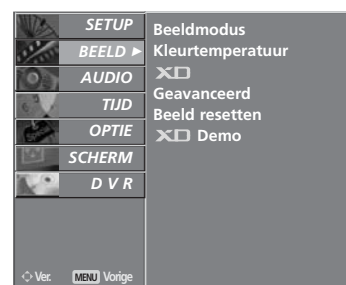 SETUP
BEELD ►
AUDIO
TIJD
OPTIE
SCHERM
D V R
Beeldmodus
Kleurtemperatuur
XD
Geavanceerd
Beeld resetten
XD Demo
Ver. MENU Vorige